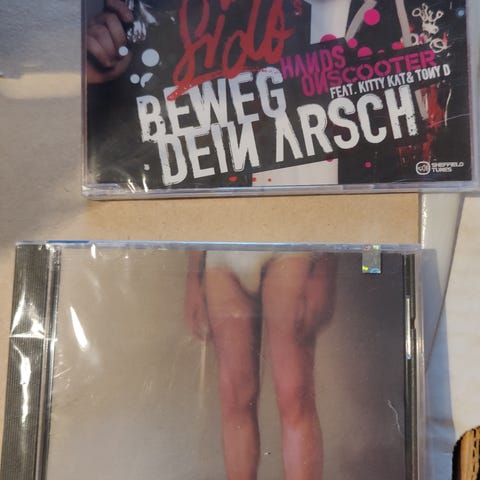 Sido
HANDS
ON SCOOTER
FEAT. KITTY KAT & TONY D
BEWEG
DEIN ARSCH
SHEFFIELD
TUNES